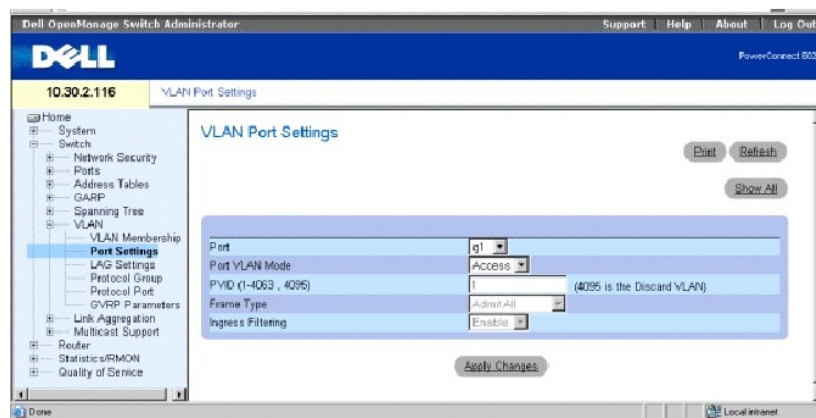 Dell OpenManage Switch Administrator
Support Help About Log Out
DELL
PowerConnect 602
10.30.2.116
VLAN Port Settings
Home
System
Switch
Network Security
Ports
Address Tables
GARP
Spanning Tree
VLAN
VLAN Membership
Port Settings
LAG Settings
Protocol Group
Protocol Port
GVRP Parameters
Link Aggregation
Multicast Support
Router
Statistics/RMON
Quality of Service
VLAN Port Settings
Print Refresh
Show All
Port g1
Port VLAN Mode Access
PVID (1-4063 , 4095) 1 (4095 is the Discard VLAN)
Frame Type Admit All
Ingress Filtering Enable
Apply Changes
Done
Local intranet